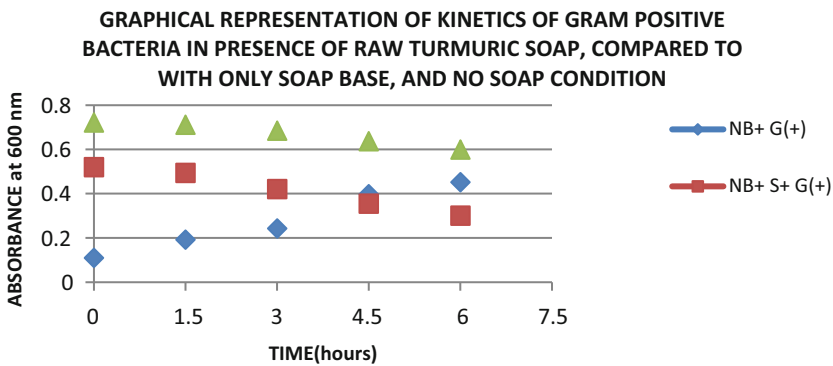 GRAPHICAL REPRESENTATION OF KINETICS OF GRAM POSITIVE
BACTERIA IN PRESENCE OF RAW TURMURIC SOAP, COMPARED TO
WITH ONLY SOAP BASE, AND NO SOAP CONDITION
ABSORBANCE at 600 nm
0.8
0.6
0.4
0.2
0
0 1.5 3 4.5 6 7.5
TIME(hours)
NB+ G(+)
NB+ S+ G(+)